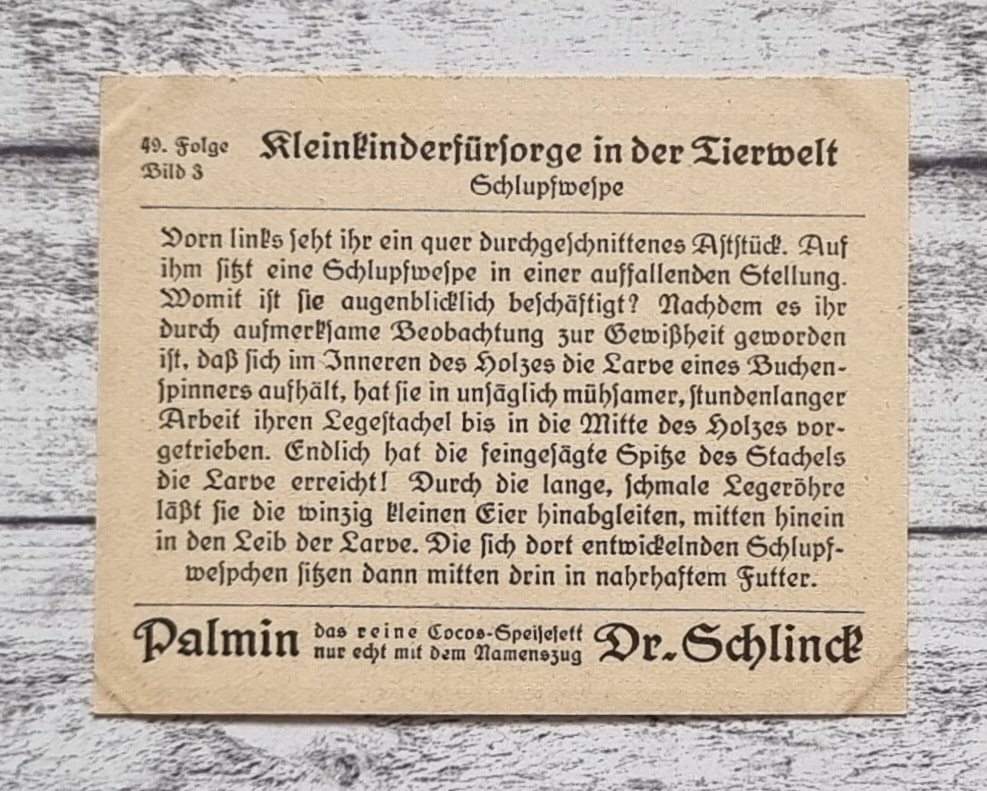 49. Folge
Bild 3
Kleinkinderfürsorge in der Tierwelt
Schlupfwespe
Vorn links seht ihr ein quer durchgeschnittenes Aststück. Auf
ihm sitzt eine Schlupfwespe in einer auffallenden Stellung.
Womit ist sie augenblicklich beschäftigt? Nachdem es ihr
durch aufmerksame Beobachtung zur Gewißheit geworden
ist, daß sich im Inneren des Holzes die Larve eines Buchen-
spinners aufhält, hat sie in unsäglich mühsamer, stundenlanger
Arbeit ihren Legestachel bis in die Mitte des Holzes vor-
getrieben. Endlich hat die feingesägte Spitze des Stachels
die Larve erreicht! Durch die lange, schmale Legeröhre
läßt sie die winzig kleinen Eier hinabgleiten, mitten hinein
in den Leib der Larve. Die sich dort entwickelnden Schlupf-
wespchen sitzen dann mitten drin in nahrhaftem Futter.
Palmin
das reine Cocos-Speisefett
nur echt mit dem Namenszug
Dr. Schlinck